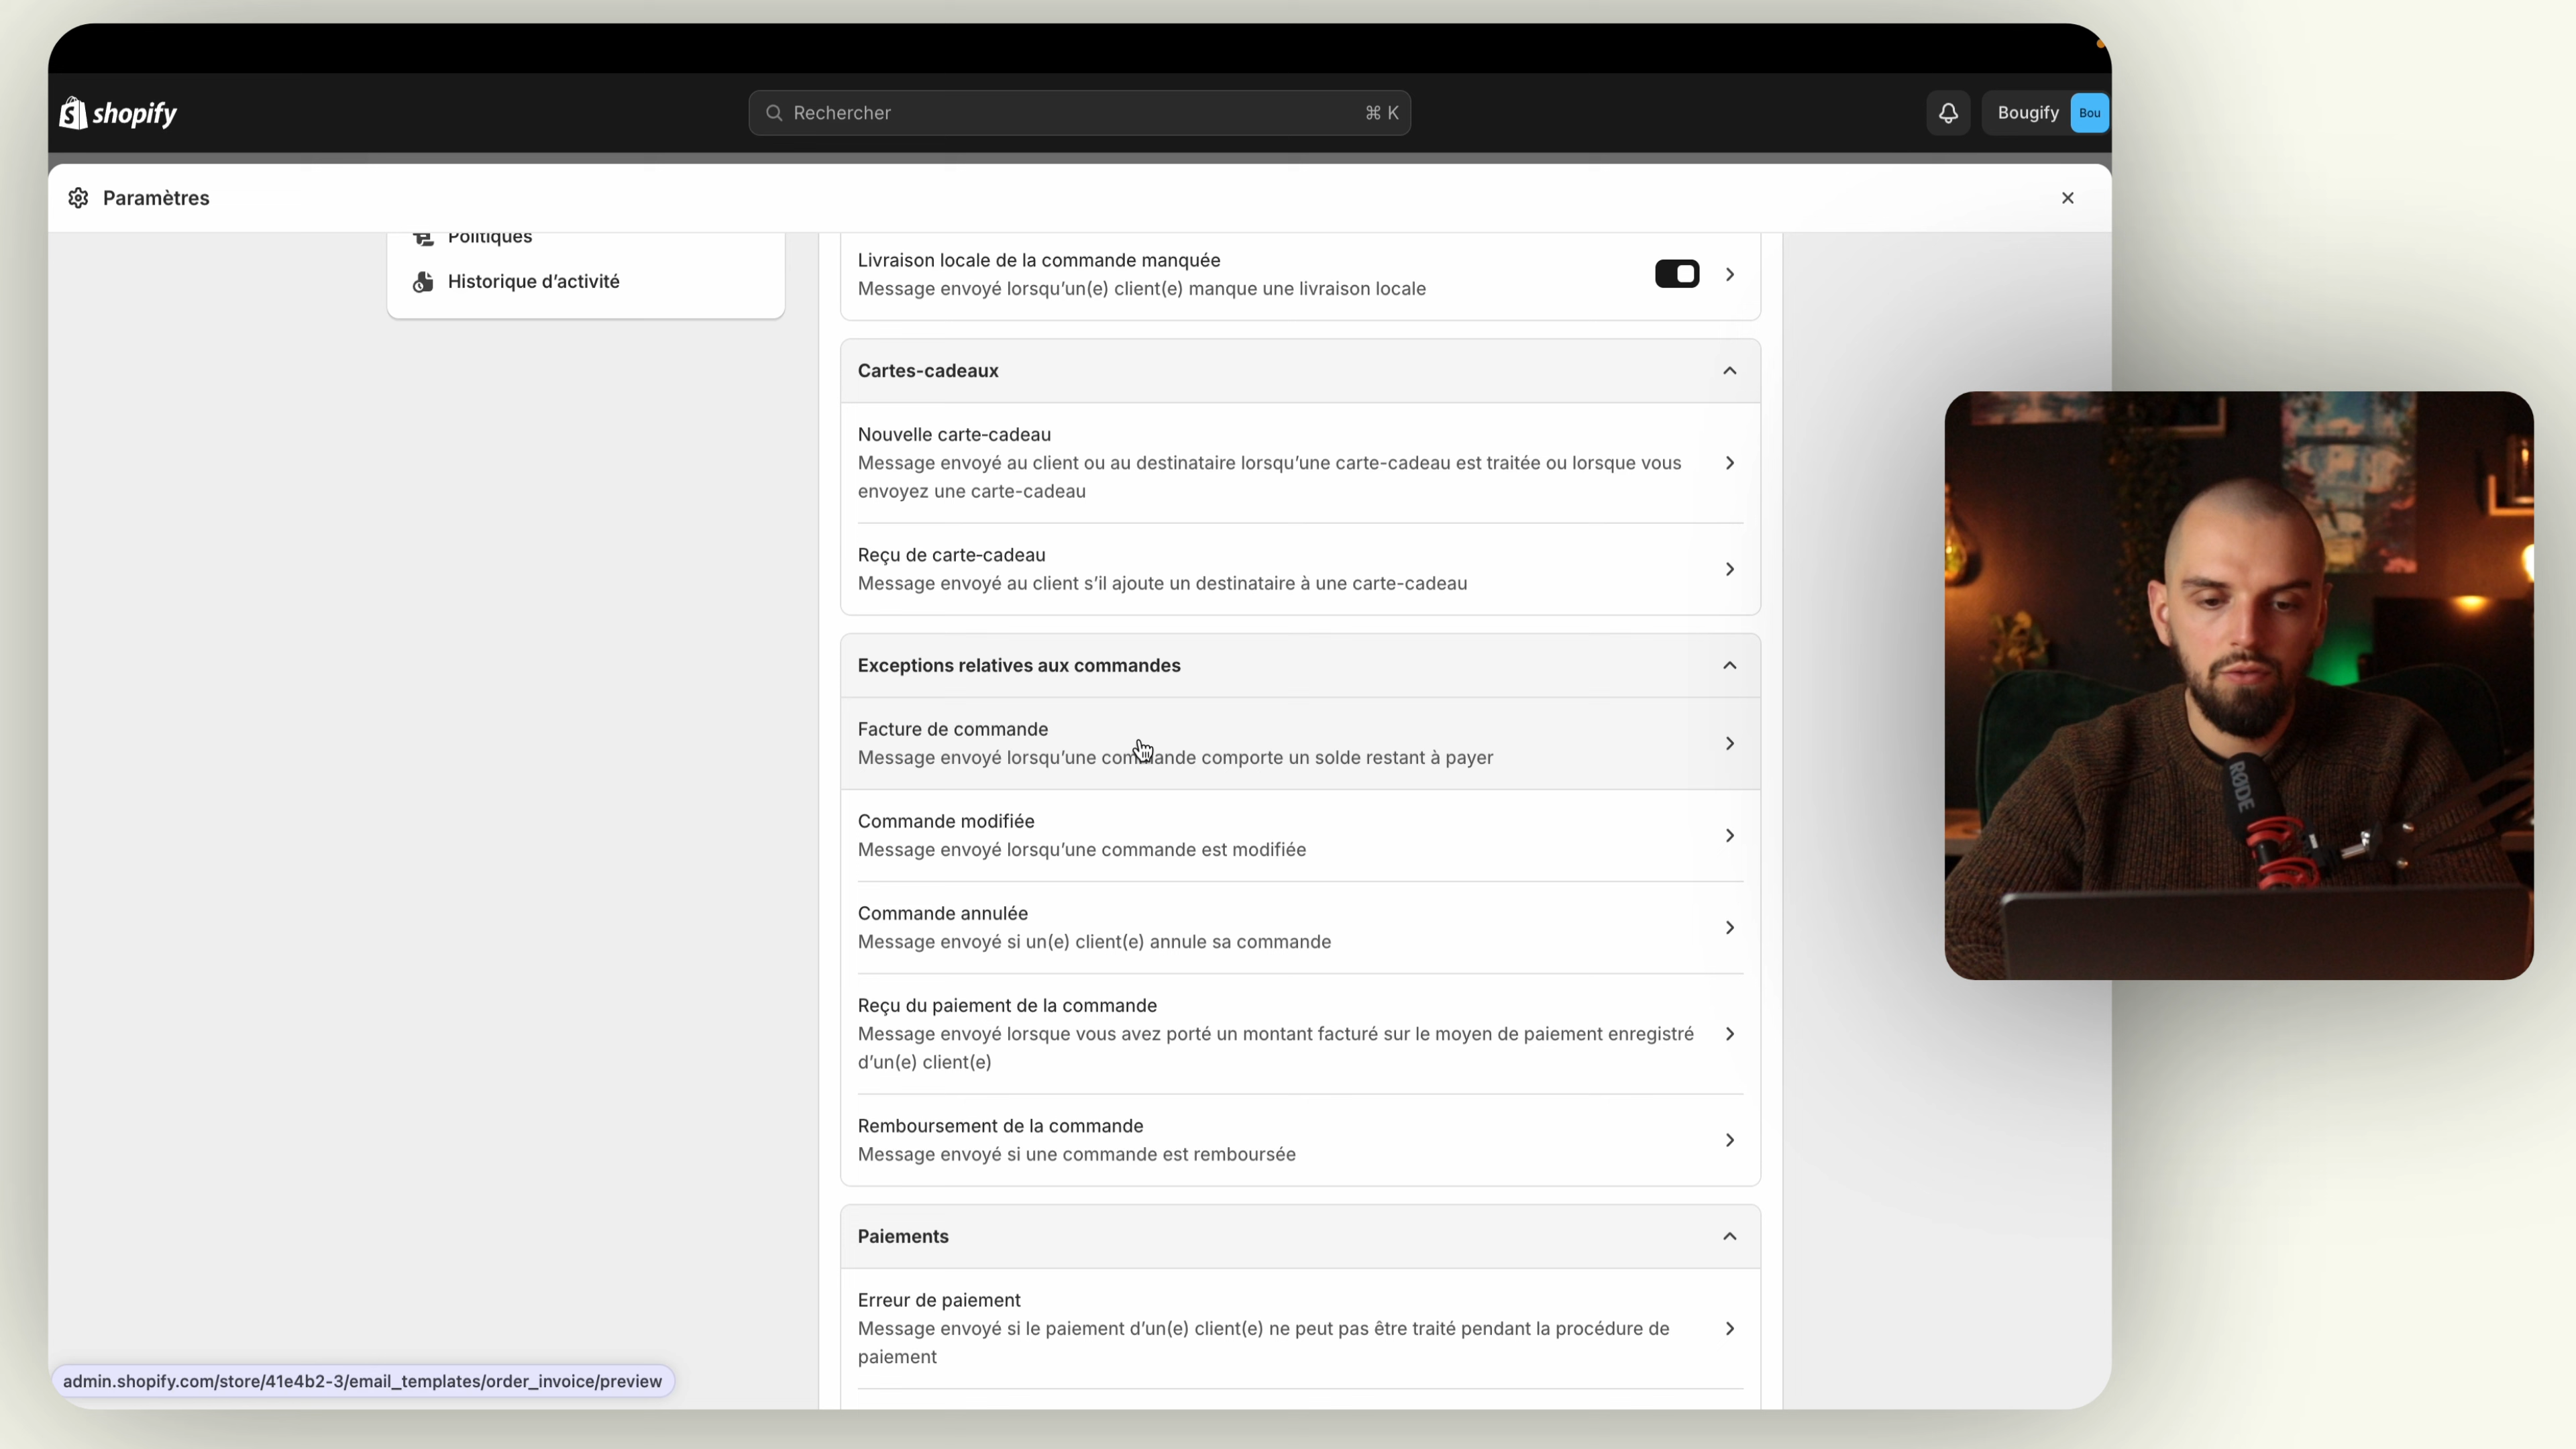 shopify
Rechercher
⌘ K
Bougify
Bou
Paramètres
Politiques
Historique d'activité
Livraison locale de la commande manquée
Message envoyé lorsqu'un(e) client(e) manque une livraison locale
Cartes-cadeaux
Nouvelle carte-cadeau
Message envoyé au client ou au destinataire lorsqu'une carte-cadeau est traitée ou lorsque vous
envoyez une carte-cadeau
Reçu de carte-cadeau
Message envoyé au client s'il ajoute un destinataire à une carte-cadeau
Exceptions relatives aux commandes
Facture de commande
Message envoyé lorsqu'une commande comporte un solde restant à payer
Commande modifiée
Message envoyé lorsqu'une commande est modifiée
Commande annulée
Message envoyé si un(e) client(e) annule sa commande
Reçu du paiement de la commande
Message envoyé lorsque vous avez porté un montant facturé sur le moyen de paiement enregistré
d'un(e) client(e)
Remboursement de la commande
Message envoyé si une commande est remboursée
Paiements
Erreur de paiement
Message envoyé si le paiement d'un(e) client(e) ne peut pas être traité pendant la procédure de
paiement
admin.shopify.com/store/41e4b2-3/email_templates/order_invoice/preview
RØDE